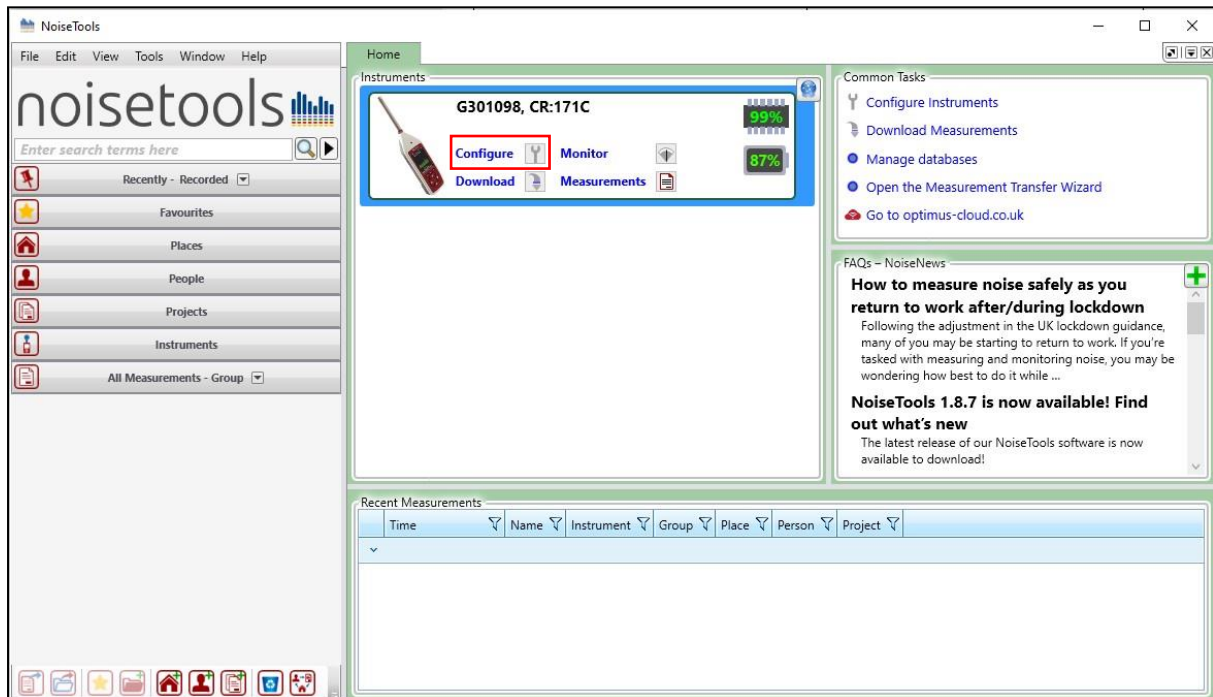 NoiseTools
File Edit View Tools Window Help
noisetools
Enter search terms here
Recently - Recorded
Favourites
Places
People
Projects
Instruments
All Measurements - Group
Home
Instruments
G301098, CR:171C
99%
Configure Monitor
87%
Download Measurements
Common Tasks
Configure Instruments
Download Measurements
Manage databases
Open the Measurement Transfer Wizard
Go to optimus-cloud.co.uk
FAQs – NoiseNews
How to measure noise safely as you
return to work after/during lockdown
Following the adjustment in the UK lockdown guidance,
many of you may be starting to return to work. If you're
tasked with measuring and monitoring noise, you may be
wondering how best to do it while ...
NoiseTools 1.8.7 is now available! Find
out what's new
The latest release of our NoiseTools software is now
available to download!
Recent Measurements
Time Name Instrument Group Place Person Project